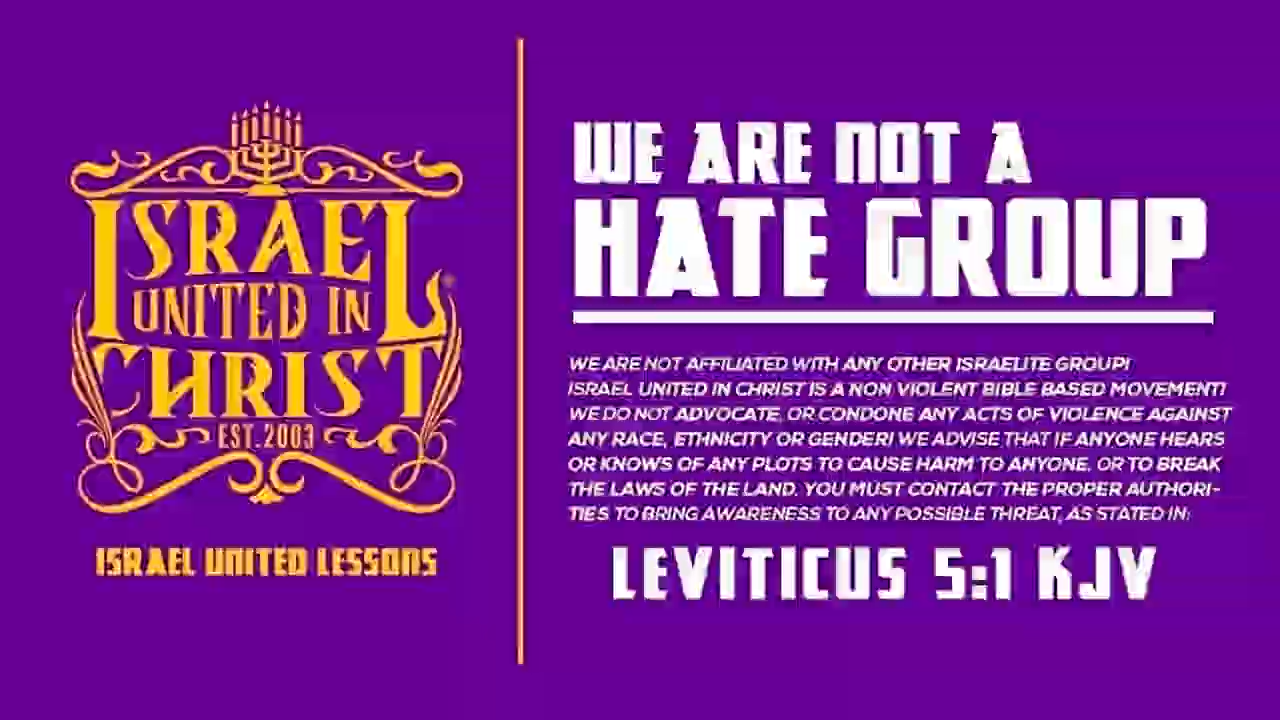 ISRAEL
UNITED IN
CHRIST
EST. 2003
ISRAEL UNITED LESSONS
WE ARE NOT A
HATE GROUP
WE ARE NOT AFFILIATED WITH ANY OTHER ISRAELITE GROUP!
ISRAEL UNITED IN CHRIST IS A NON VIOLENT BIBLE BASED MOVEMENT!
WE DO NOT ADVOCATE, OR CONDONE ANY ACTS OF VIOLENCE AGAINST
ANY RACE, ETHNICITY OR GENDER! WE ADVISE THAT IF ANYONE HEARS
OR KNOWS OF ANY PLOTS TO CAUSE HARM TO ANYONE, OR TO BREAK
THE LAWS OF THE LAND. YOU MUST CONTACT THE PROPER AUTHORI-
TIES TO BRING AWARENESS TO ANY POSSIBLE THREAT, AS STATED IN:
LEVITICUS 5:1 KJV